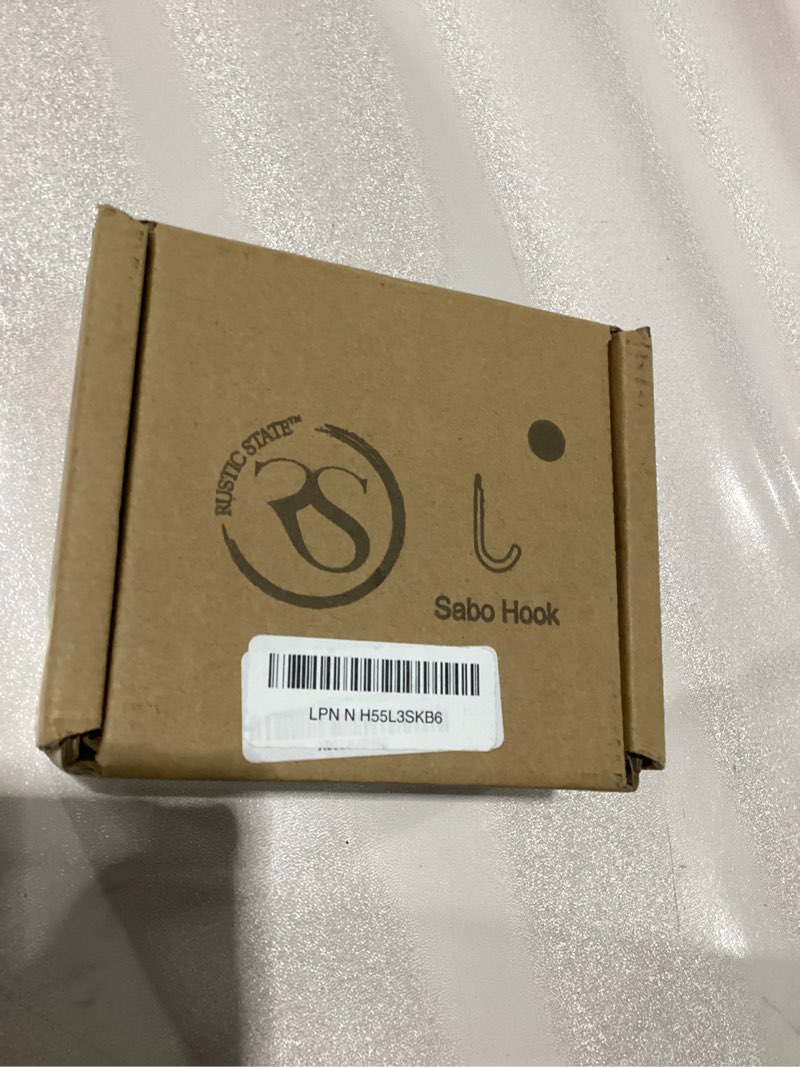 RUSTIC STATE™
RS
Sabo Hook
LPN N H55L3SKB6